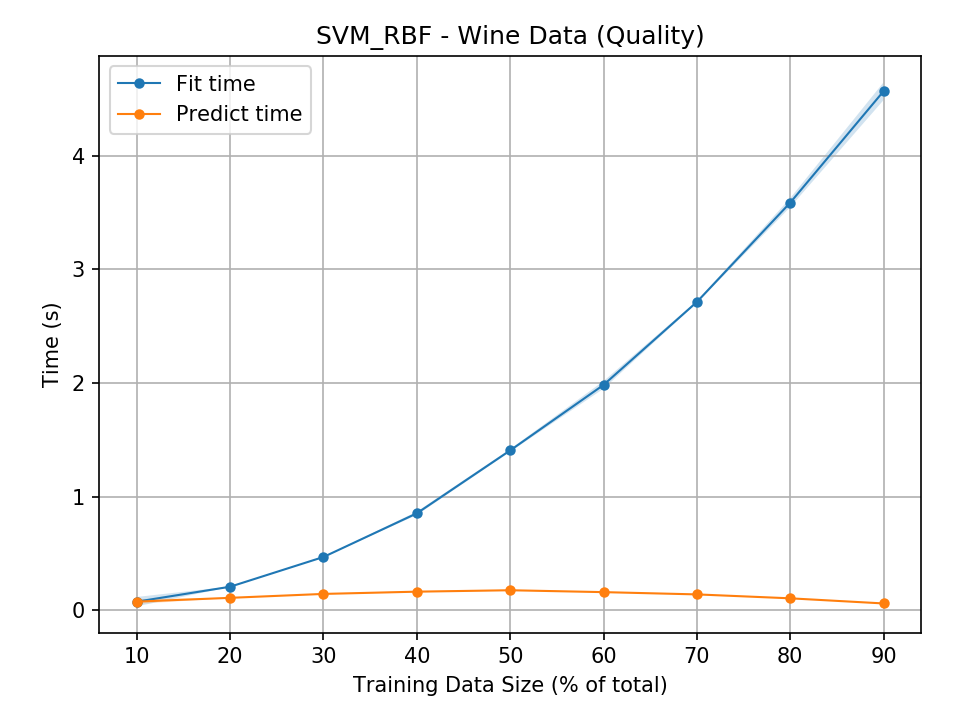 SVM_RBF - Wine Data (Quality)
Fit time
Predict time
Time (s)
4
3
2
1
0
10 20 30 40 50 60 70 80 90
Training Data Size (% of total)